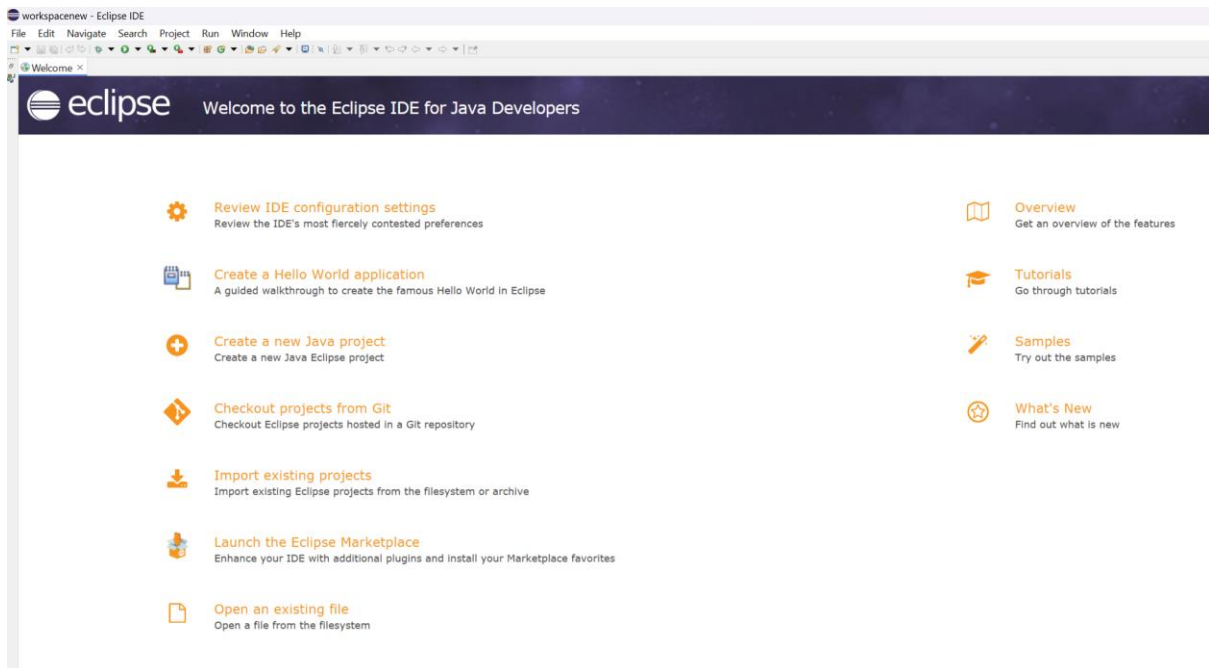 workspacenew - Eclipse IDE
File Edit Navigate Search Project Run Window Help
Welcome ×
eclipse Welcome to the Eclipse IDE for Java Developers
Review IDE configuration settings
Review the IDE's most fiercely contested preferences
Create a Hello World application
A guided walkthrough to create the famous Hello World in Eclipse
Create a new Java project
Create a new Java Eclipse project
Checkout projects from Git
Checkout Eclipse projects hosted in a Git repository
Import existing projects
Import existing Eclipse projects from the filesystem or archive
Launch the Eclipse Marketplace
Enhance your IDE with additional plugins and install your Marketplace favorites
Open an existing file
Open a file from the filesystem
Overview
Get an overview of the features
Tutorials
Go through tutorials
Samples
Try out the samples
What's New
Find out what is new